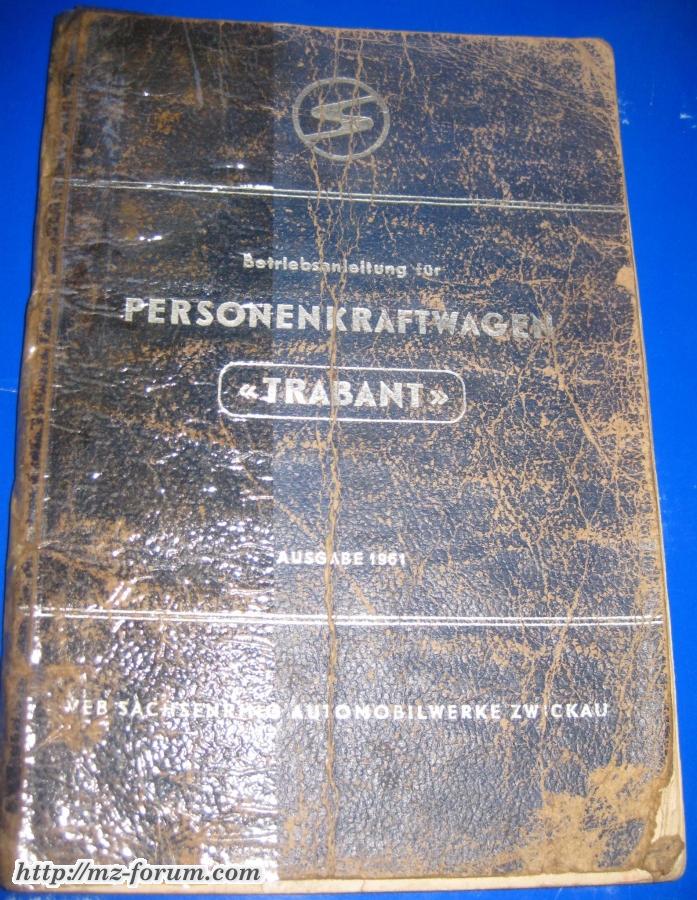 Betriebsanleitung für
PERSONENKRAFTWAGEN
«TRABANT»
AUSGABE 1961
VEB SACHSENRING AUTOMOBILWERKE ZWICKAU
http://mz-forum.com